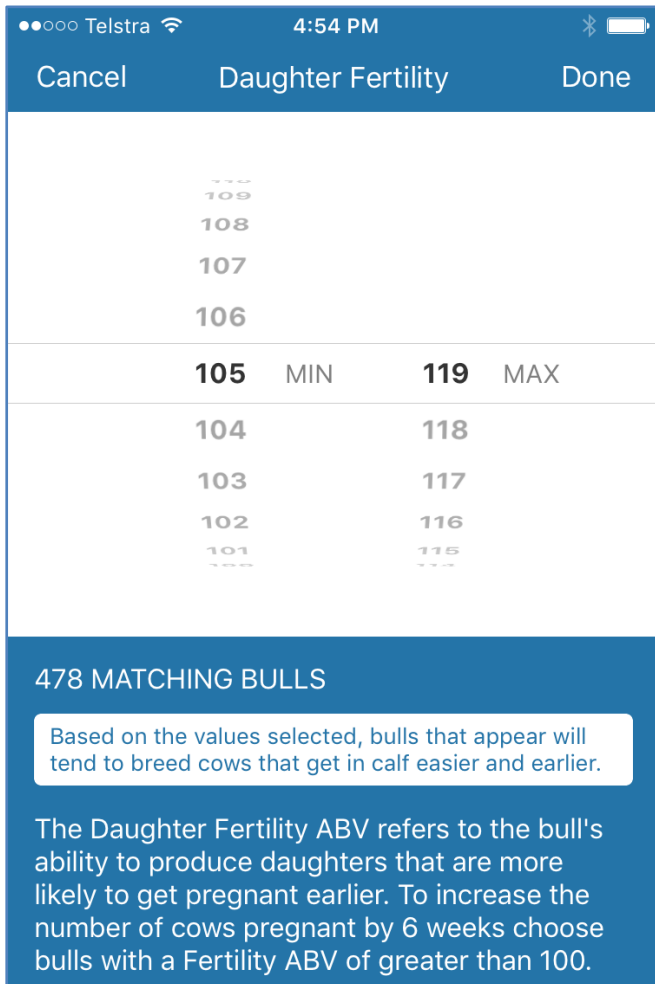 Telstra 4:54 PM
Cancel Daughter Fertility Done
109
108
107
106
105 MIN 119 MAX
104 118
103 117
102 116
101 115
478 MATCHING BULLS
Based on the values selected, bulls that appear will
tend to breed cows that get in calf easier and earlier.
The Daughter Fertility ABV refers to the bull's
ability to produce daughters that are more
likely to get pregnant earlier. To increase the
number of cows pregnant by 6 weeks choose
bulls with a Fertility ABV of greater than 100.